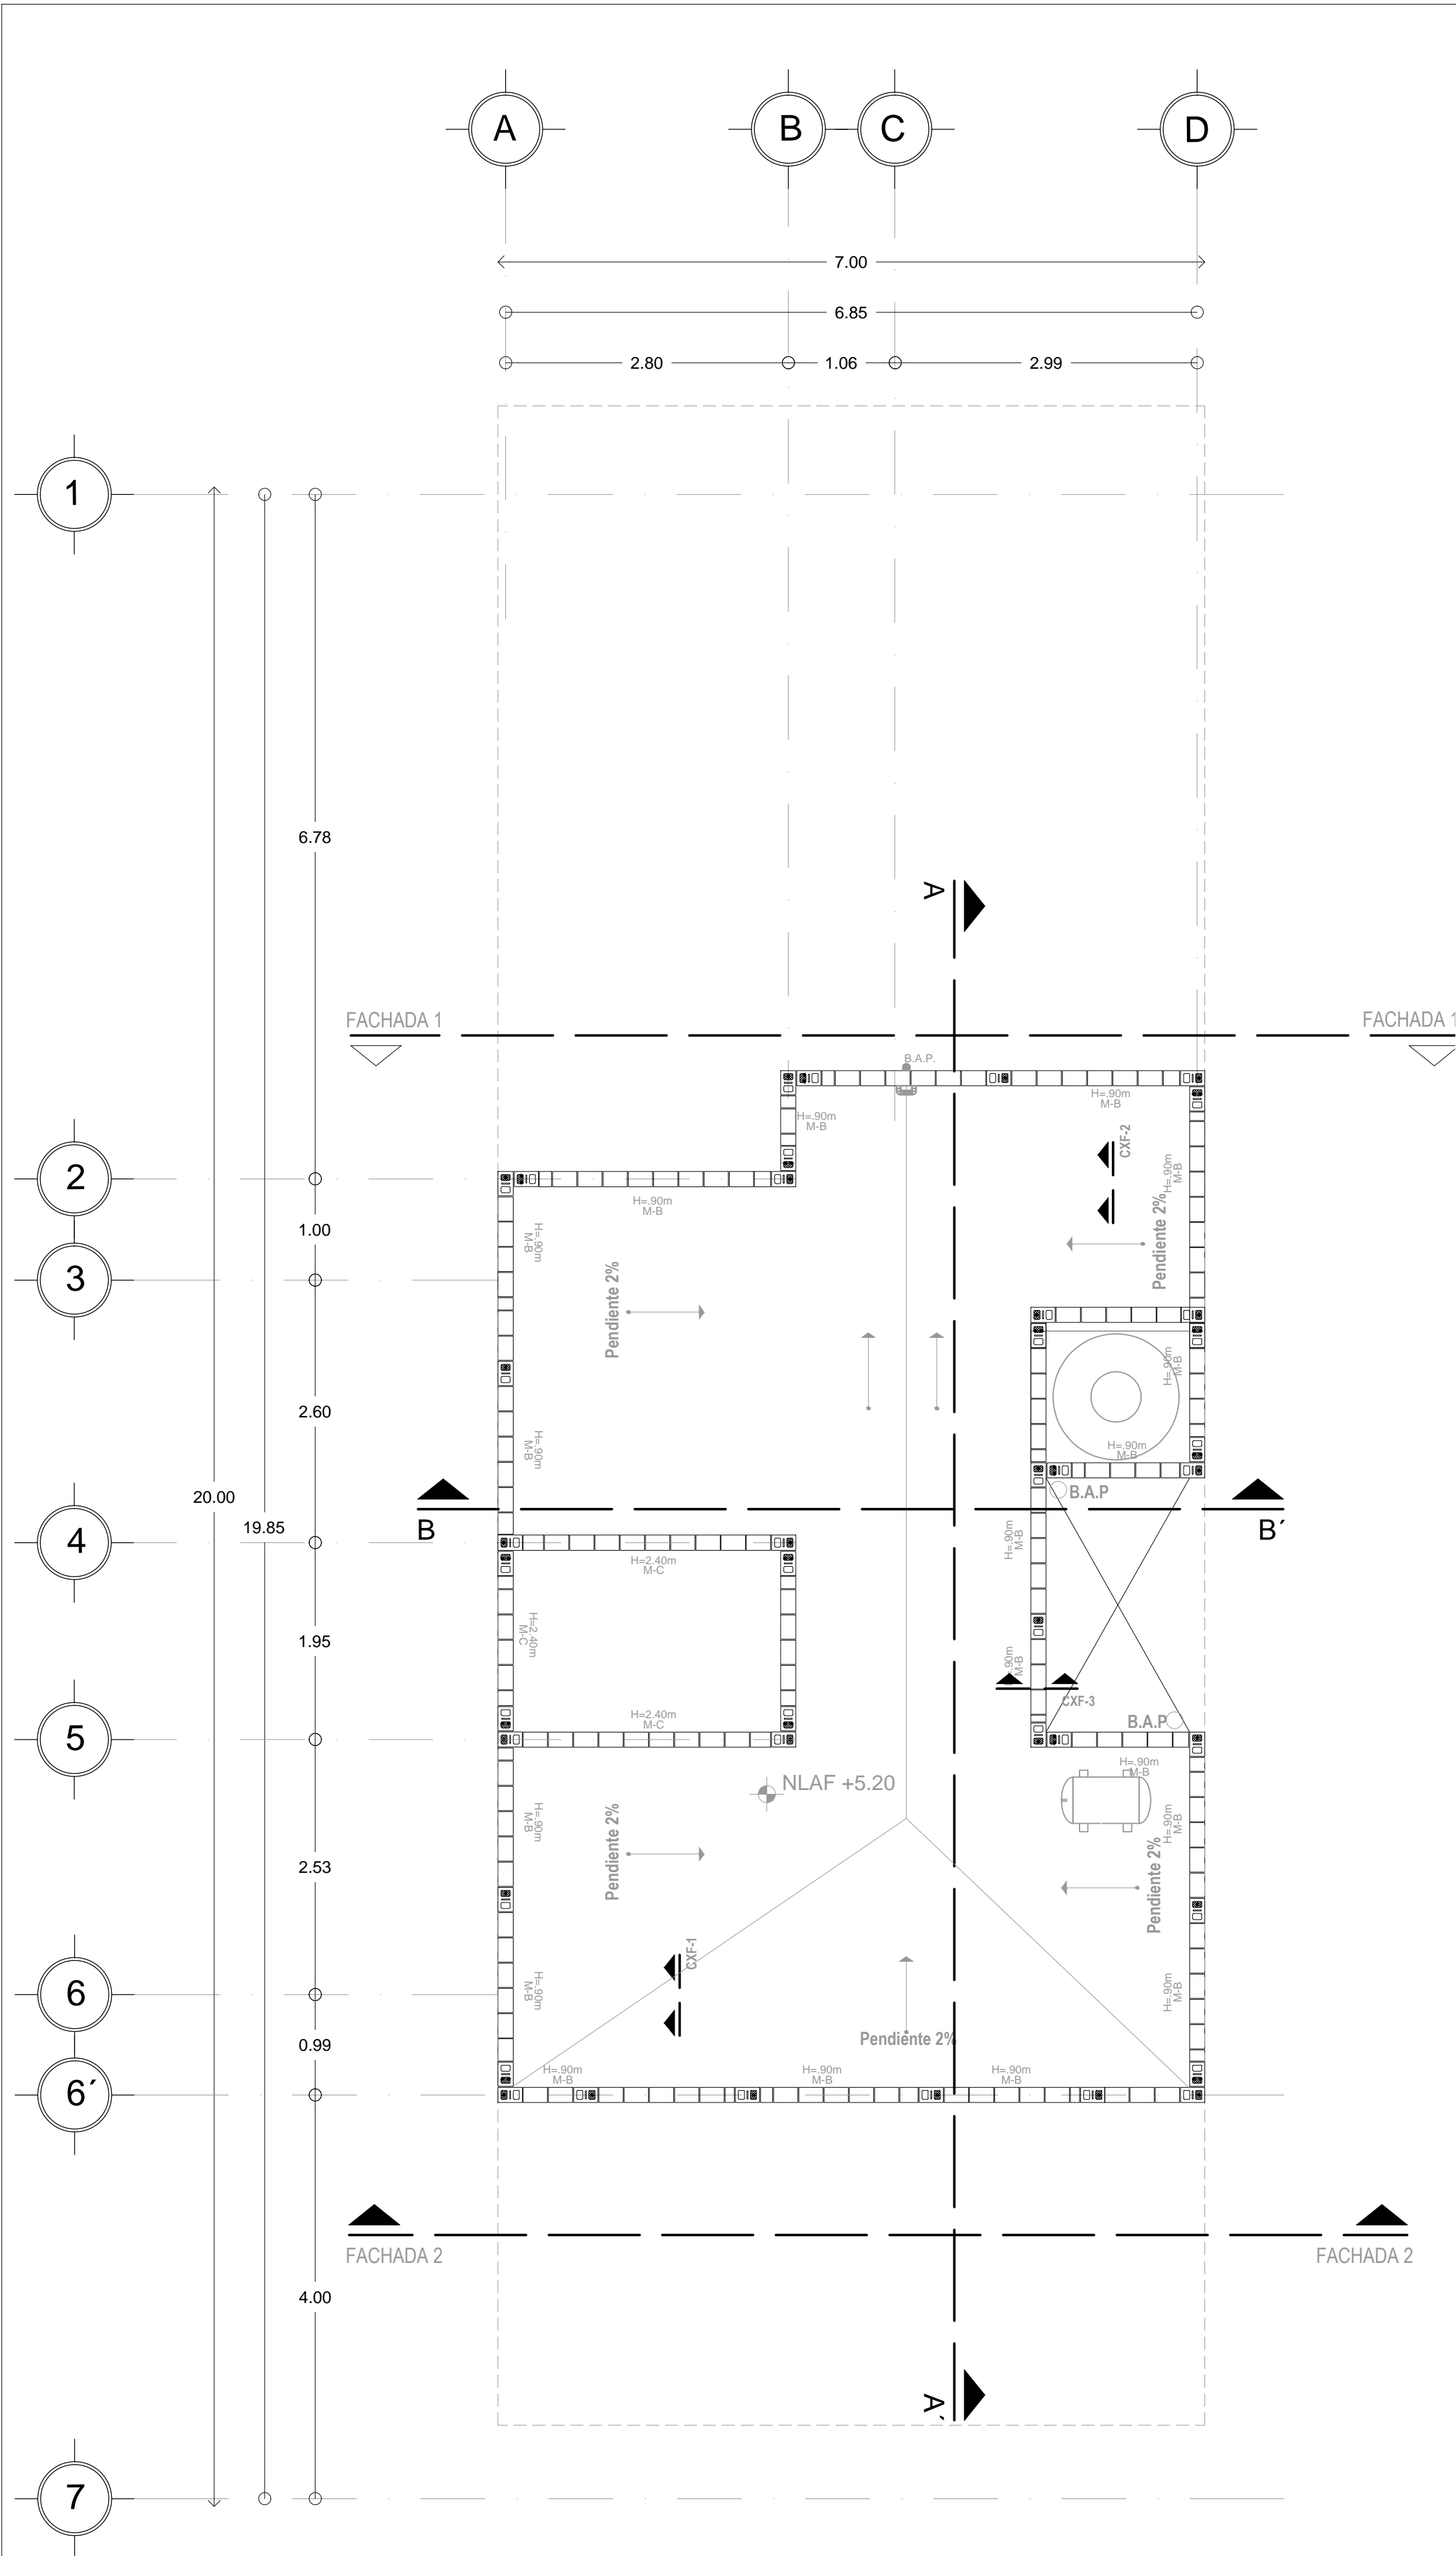 A
B
C
D
7.00
6.85
2.80
1.06
2.99
1
6.78
A
FACHADA 1
FACHADA 1
B.A.P.
H=.90m
M-B
H=.90m
M-B
CXF-2
H=.90m
M-B
2
H=.90m
M-B
Pendiente 2%
1.00
H=.90m
M-B
3
Pendiente 2%
H=.90m
M-B
2.60
H=.90m
M-B
H=.90m
M-B
B.A.P
20.00
19.85
B
B´
4
H=.90m
M-B
H=2.40m
M-C
1.95
H=2.40m
M-C
.90m
M-B
CXF-3
H=2.40m
M-C
B.A.P
5
H=.90m
M-B
NLAF +5.20
H=.90m
M-B
H=.90m
M-B
Pendiente 2%
Pendiente 2%
2.53
CXF-1
H=.90m
M-B
H=.90m
M-B
6
Pendiente 2%
0.99
H=.90m
M-B
H=.90m
M-B
H=.90m
M-B
6´
FACHADA 2
FACHADA 2
4.00
A´
7